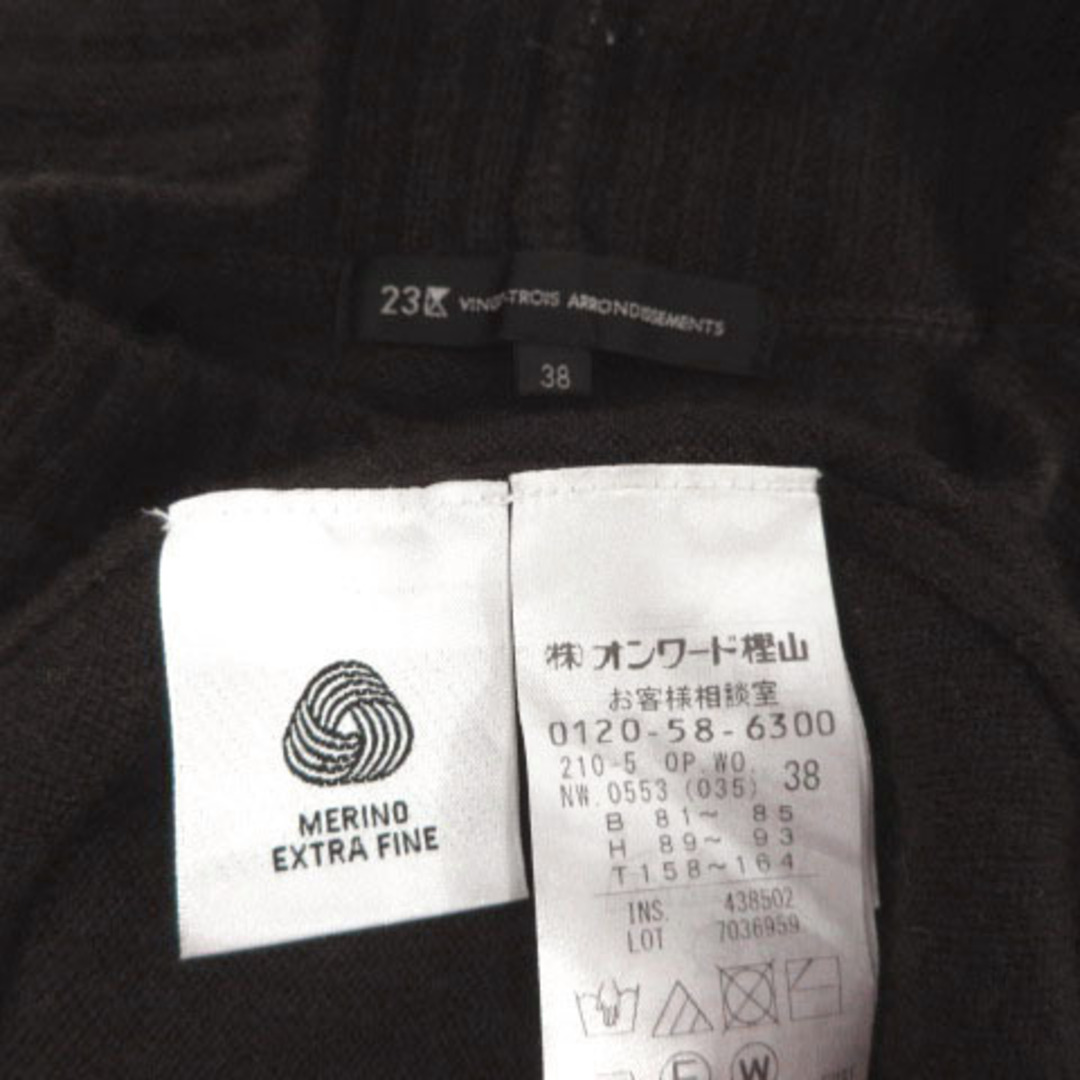 23区 VINGT-TROIS ARRONDISSEMENTS
38
MERINO
EXTRA FINE
(株)オンワード樫山
お客様相談室
0120-58-6300
210-5 OP.WO.
NW.0553 (035) 38
B 81~ 85
H 89~ 93
T158~164
INS. 438502
LOT 7036959
F W